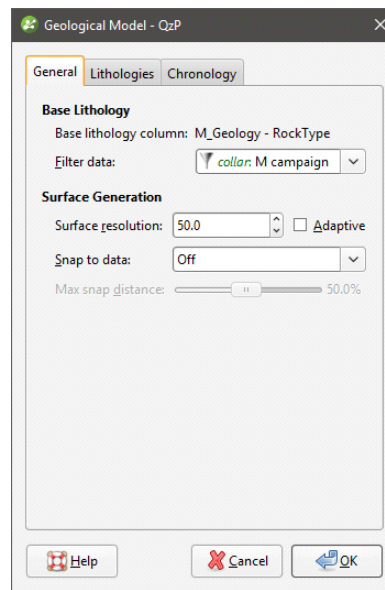 Geological Model - QzP
General Lithologies Chronology
Base Lithology
Base lithology column: M_Geology - RockType
Filter data: collar: M campaign
Surface Generation
Surface resolution: 50.0 Adaptive
Snap to data: Off
Max snap distance: 50.0%
Help Cancel OK